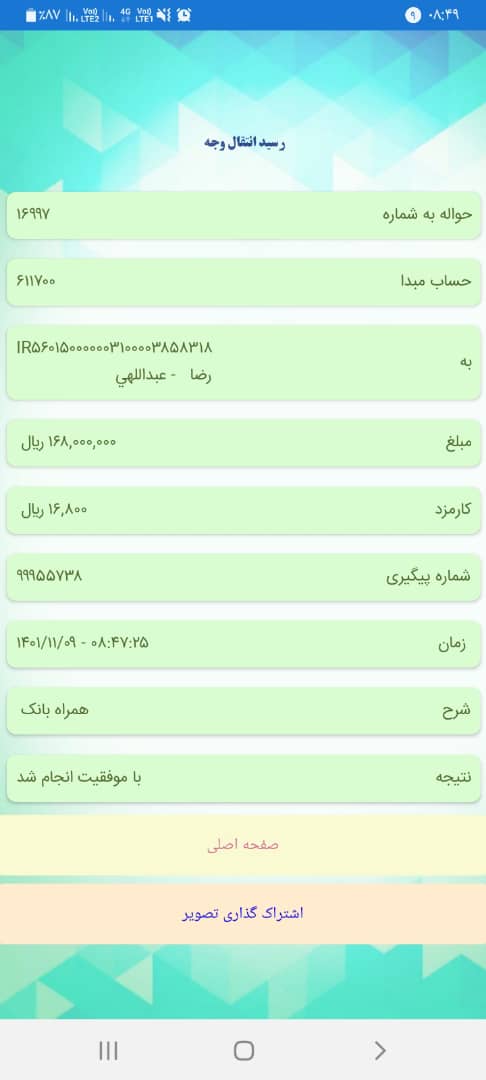 ٪۸۷ Vo)) LTE2 4G Vo)) LTE1 ۹ ۰۸:۴۹
رسید انتقال وجه
حواله به شماره ۱۶۹۹۷
حساب مبدا ۶۱۱۷۰۰
به IR۵۶۰۱۵۰۰۰۰۰۰۳۱۰۰۰۰۳۸۵۸۳۱۸
رضا - عبداللهي
مبلغ ۱۶۸,۰۰۰,۰۰۰ ریال
کارمزد ۱۶,۸۰۰ ریال
شماره پیگیری ۹۹۹۵۵۷۳۸
زمان ۱۴۰۱/۱۱/۰۹ - ۰۸:۴۷:۲۵
شرح همراه بانک
نتیجه با موفقیت انجام شد
صفحه اصلی
اشتراک گذاری تصویر